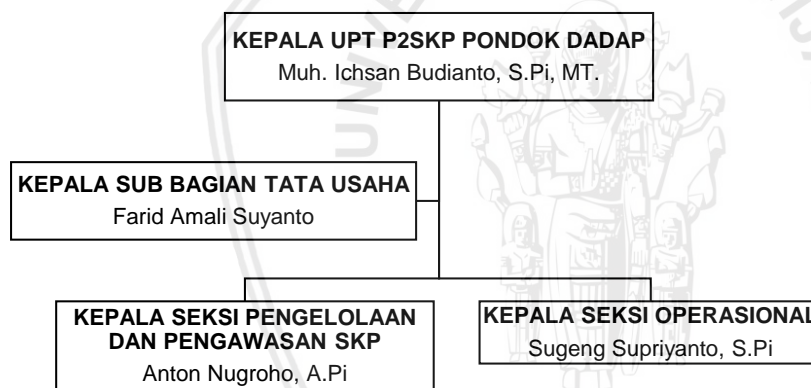 KEPALA UPT P2SKP PONDOK DADAP
Muh. Ichsan Budianto, S.Pi, MT.
KEPALA SUB BAGIAN TATA USAHA
Farid Amali Suyanto
KEPALA SEKSI PENGELOLAAN
DAN PENGAWASAN SKP
Anton Nugroho, A.Pi
KEPALA SEKSI OPERASIONAL
Sugeng Supriyanto, S.Pi